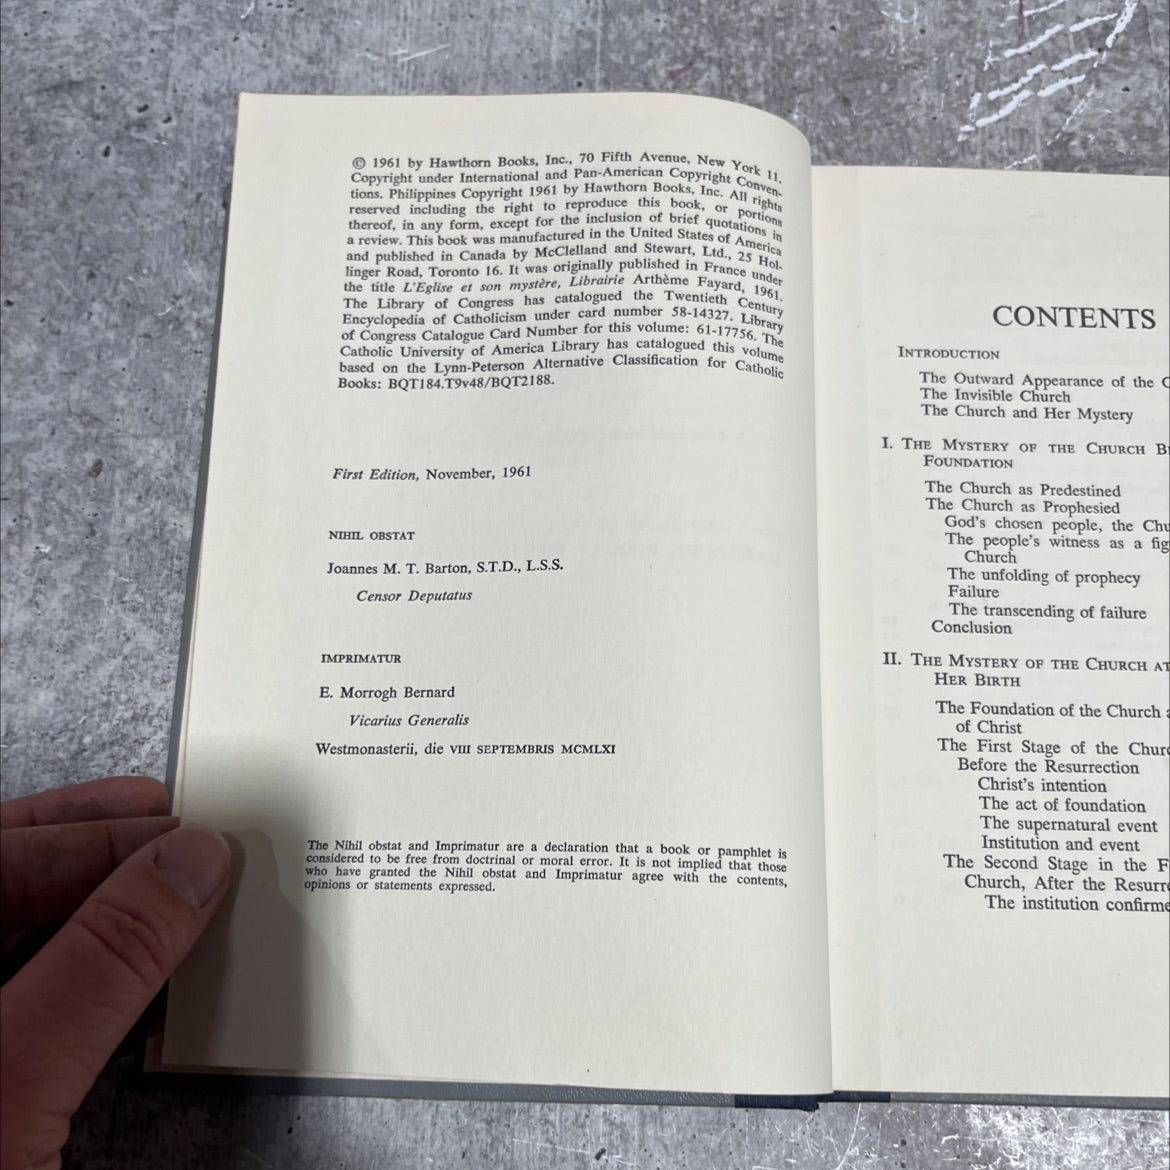 © 1961 by Hawthorn Books, Inc., 70 Fifth Avenue, New York 11.
Copyright under International and Pan-American Copyright Conven-
tions. Philippines Copyright 1961 by Hawthorn Books, Inc. All rights
reserved including the right to reproduce this book, or portions
thereof, in any form, except for the inclusion of brief quotations in
a review. This book was manufactured in the United States of America
and published in Canada by McClelland and Stewart, Ltd., 25 Hol-
linger Road, Toronto 16. It was originally published in France under
the title L'Eglise et son mystère, Librairie Arthème Fayard, 1961.
The Library of Congress has catalogued the Twentieth Century
Encyclopedia of Catholicism under card number 58-14327. Library
of Congress Catalogue Card Number for this volume: 61-17756. The
Catholic University of America Library has catalogued this volume
based on the Lynn-Peterson Alternative Classification for Catholic
Books: BQT184.T9v48/BQT2188.
First Edition, November, 1961
NIHIL OBSTAT
Joannes M. T. Barton, S.T.D., L.S.S.
Censor Deputatus
IMPRIMATUR
E. Morrogh Bernard
Vicarius Generalis
Westmonasterii, die VIII SEPTEMBRIS MCMLXI
The Nihil obstat and Imprimatur are a declaration that a book or pamphlet is
considered to be free from doctrinal or moral error. It is not implied that those
who have granted the Nihil obstat and Imprimatur agree with the contents,
opinions or statements expressed.
CONTENTS
INTRODUCTION
The Outward Appearance of the
The Invisible Church
The Church and Her Mystery
I. THE MYSTERY OF THE CHURCH
FOUNDATION
The Church as Predestined
The Church as Prophesied
God's chosen people, the
The people's witness as a
Church
The unfolding of prophecy
Failure
The transcending of failure
Conclusion
II. THE MYSTERY OF THE CHURCH AT
HER BIRTH
The Foundation of the Church
of Christ
The First Stage of the
Before the Resurrection
Christ's intention
The act of foundation
The supernatural event
Institution and event
The Second Stage in the
Church, After the
The institution